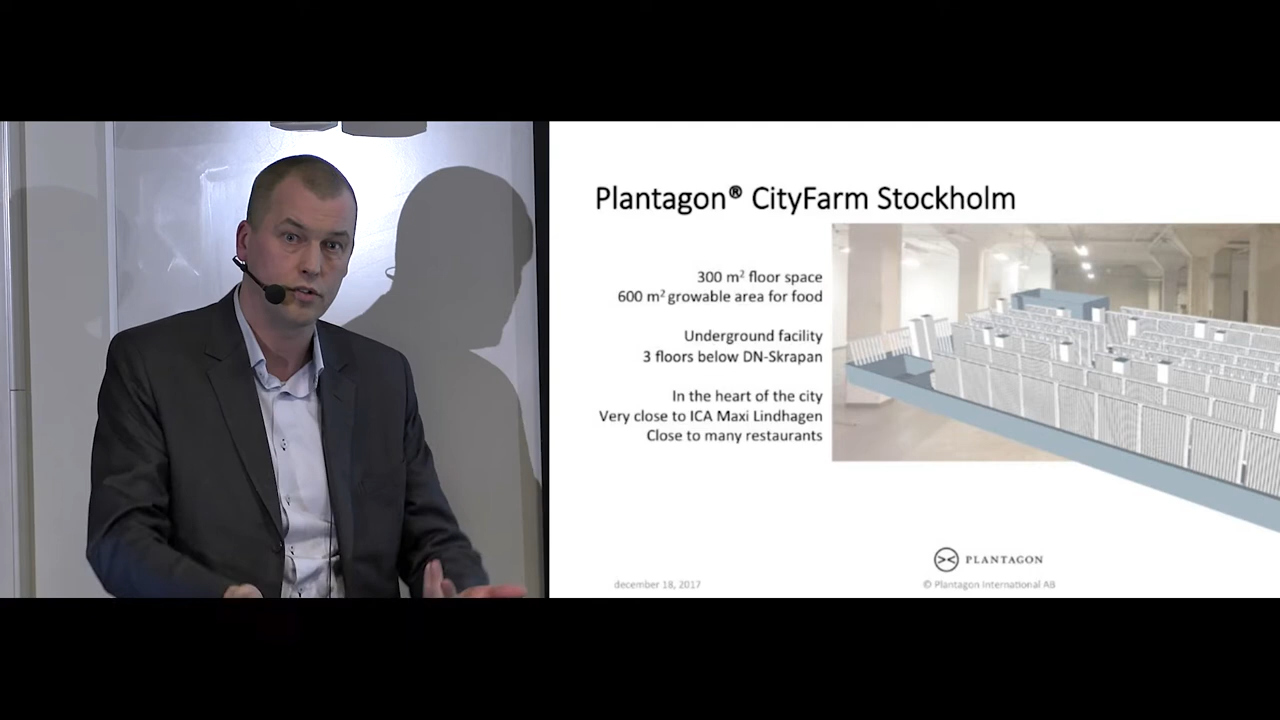 Plantagon® CityFarm Stockholm
300 m² floor space
600 m² growable area for food
Underground facility
3 floors below DN-Skrapan
In the heart of the city
Very close to ICA Maxi Lindhagen
Close to many restaurants
PLANTAGON
december 18, 2017
© Plantagon International AB